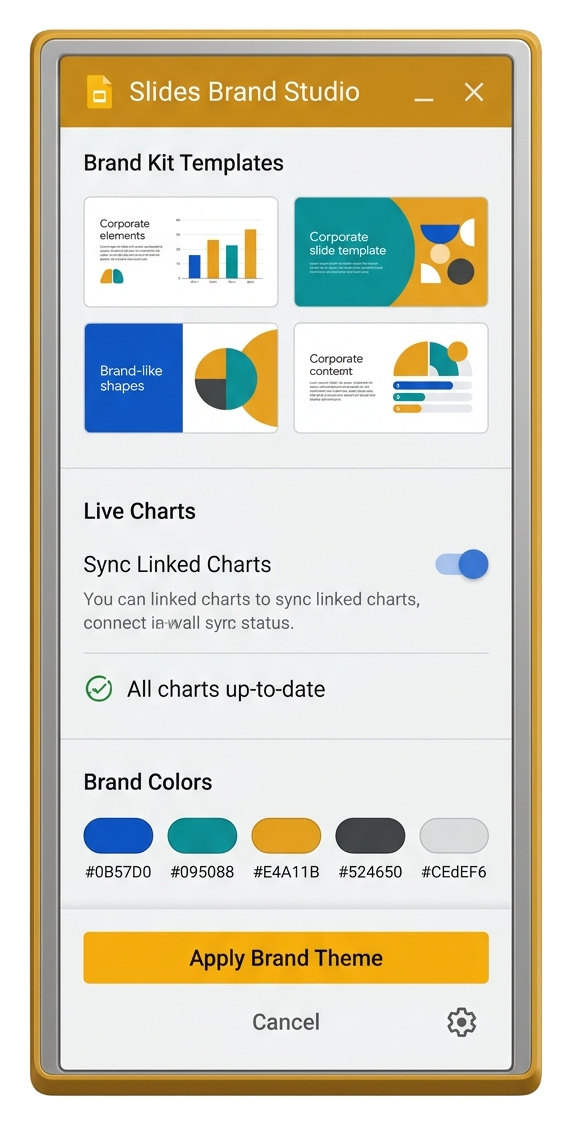 Slides Brand Studio
Brand Kit Templates
Corporate
elements
Corporate
slide template
Brand-like
shapes
Corporate
content
Live Charts
Sync Linked Charts
You can linked charts to sync linked charts,
connect in-wall sync status.
All charts up-to-date
Brand Colors
#0B57D0 #095088 #E4A11B #524650 #CEdEF6
Apply Brand Theme
Cancel